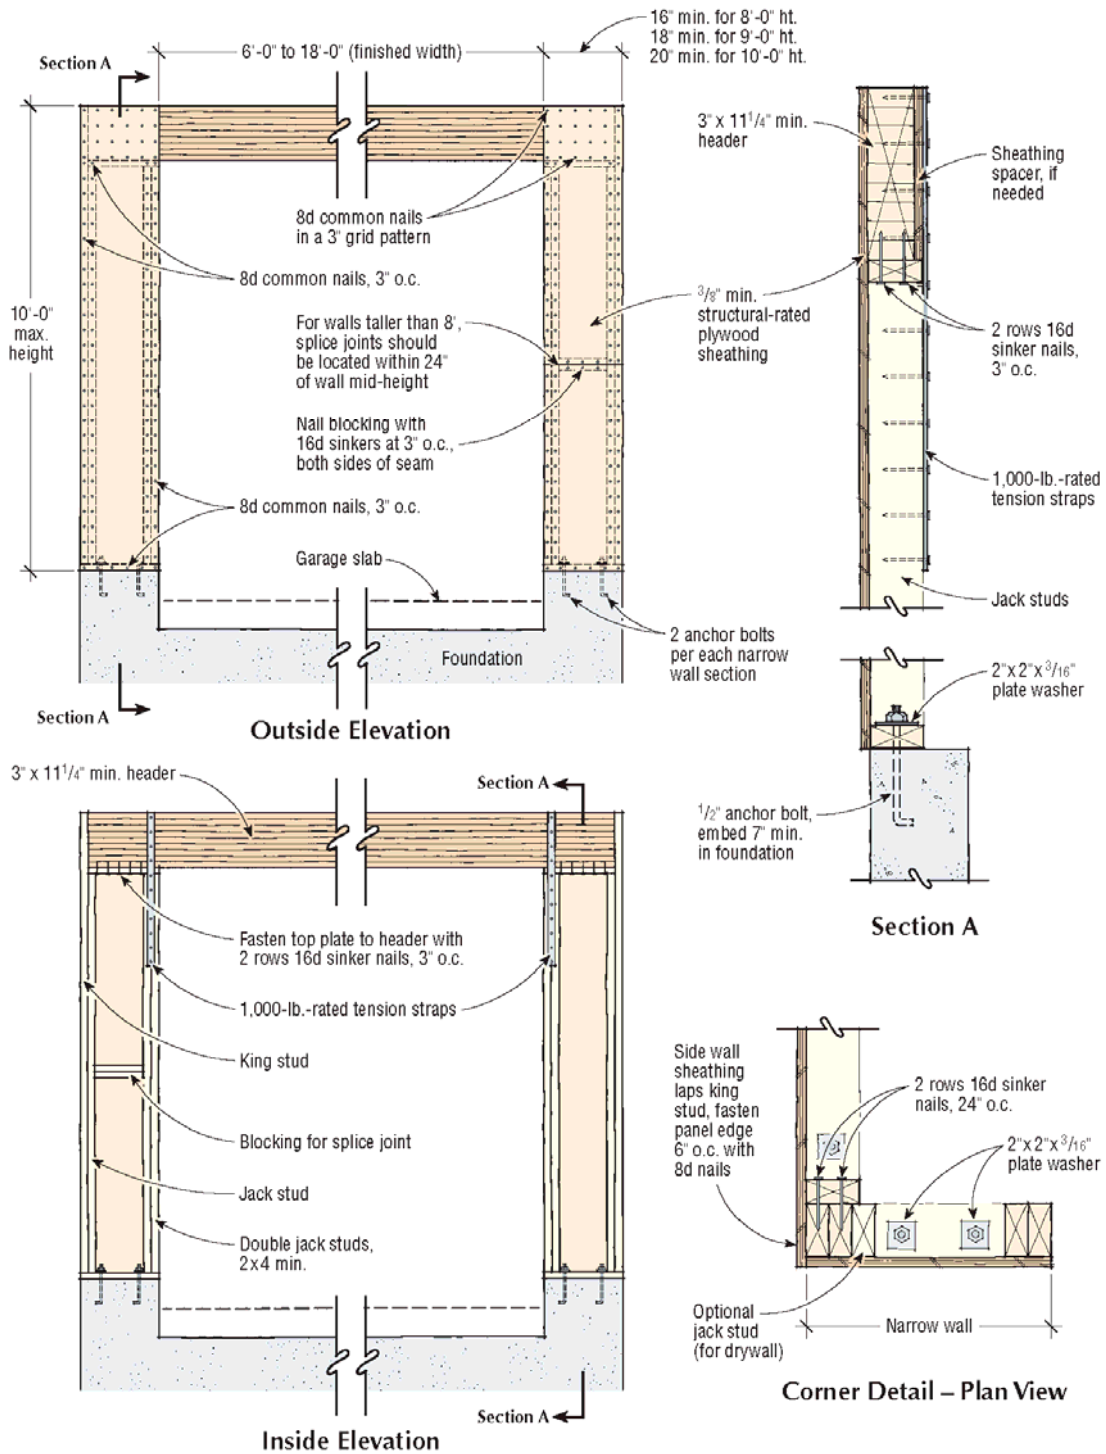 16" min. for 8'-0" ht.
18" min for 9'-0" ht.
20" min. for 10'-0" ht.
6'-0" to 18'-0" (finished width)
Section A
3" x 11 1/4" min.
header
Sheathing
spacer, if
needed
8d common nails
in a 3" grid pattern
8d common nails, 3" o.c.
10'-0"
max.
height
For walls taller than 8',
splice joints should
be located within 24"
of wall mid-height
3/8" min.
structural-rated
plywood
sheathing
2 rows 16d
sinker nails,
3" o.c.
Nail blocking with
16d sinkers at 3" o.c.,
both sides of seam
1,000-lb.-rated
tension straps
8d common nails, 3" o.c.
Garage slab
Jack studs
2 anchor bolts
per each narrow
wall section
Foundation
2"x 2"x 3/16"
plate washer
Section A
Outside Elevation
1/2" anchor bolt,
embed 7" min.
in foundation
Section A
3" x 11 1/4" min. header
Section A
Fasten top plate to header with
2 rows 16d sinker nails, 3" o.c.
1,000-lb.-rated tension straps
King stud
Blocking for splice joint
Jack stud
Double jack studs,
2x4 min.
Section A
Inside Elevation
Side wall
sheathing
laps king
stud, fasten
panel edge
6" o.c. with
8d nails
2 rows 16d sinker
nails, 24" o.c.
2"x 2"x 3/16"
plate washer
Optional
jack stud
(for drywall)
Narrow wall
Corner Detail – Plan View